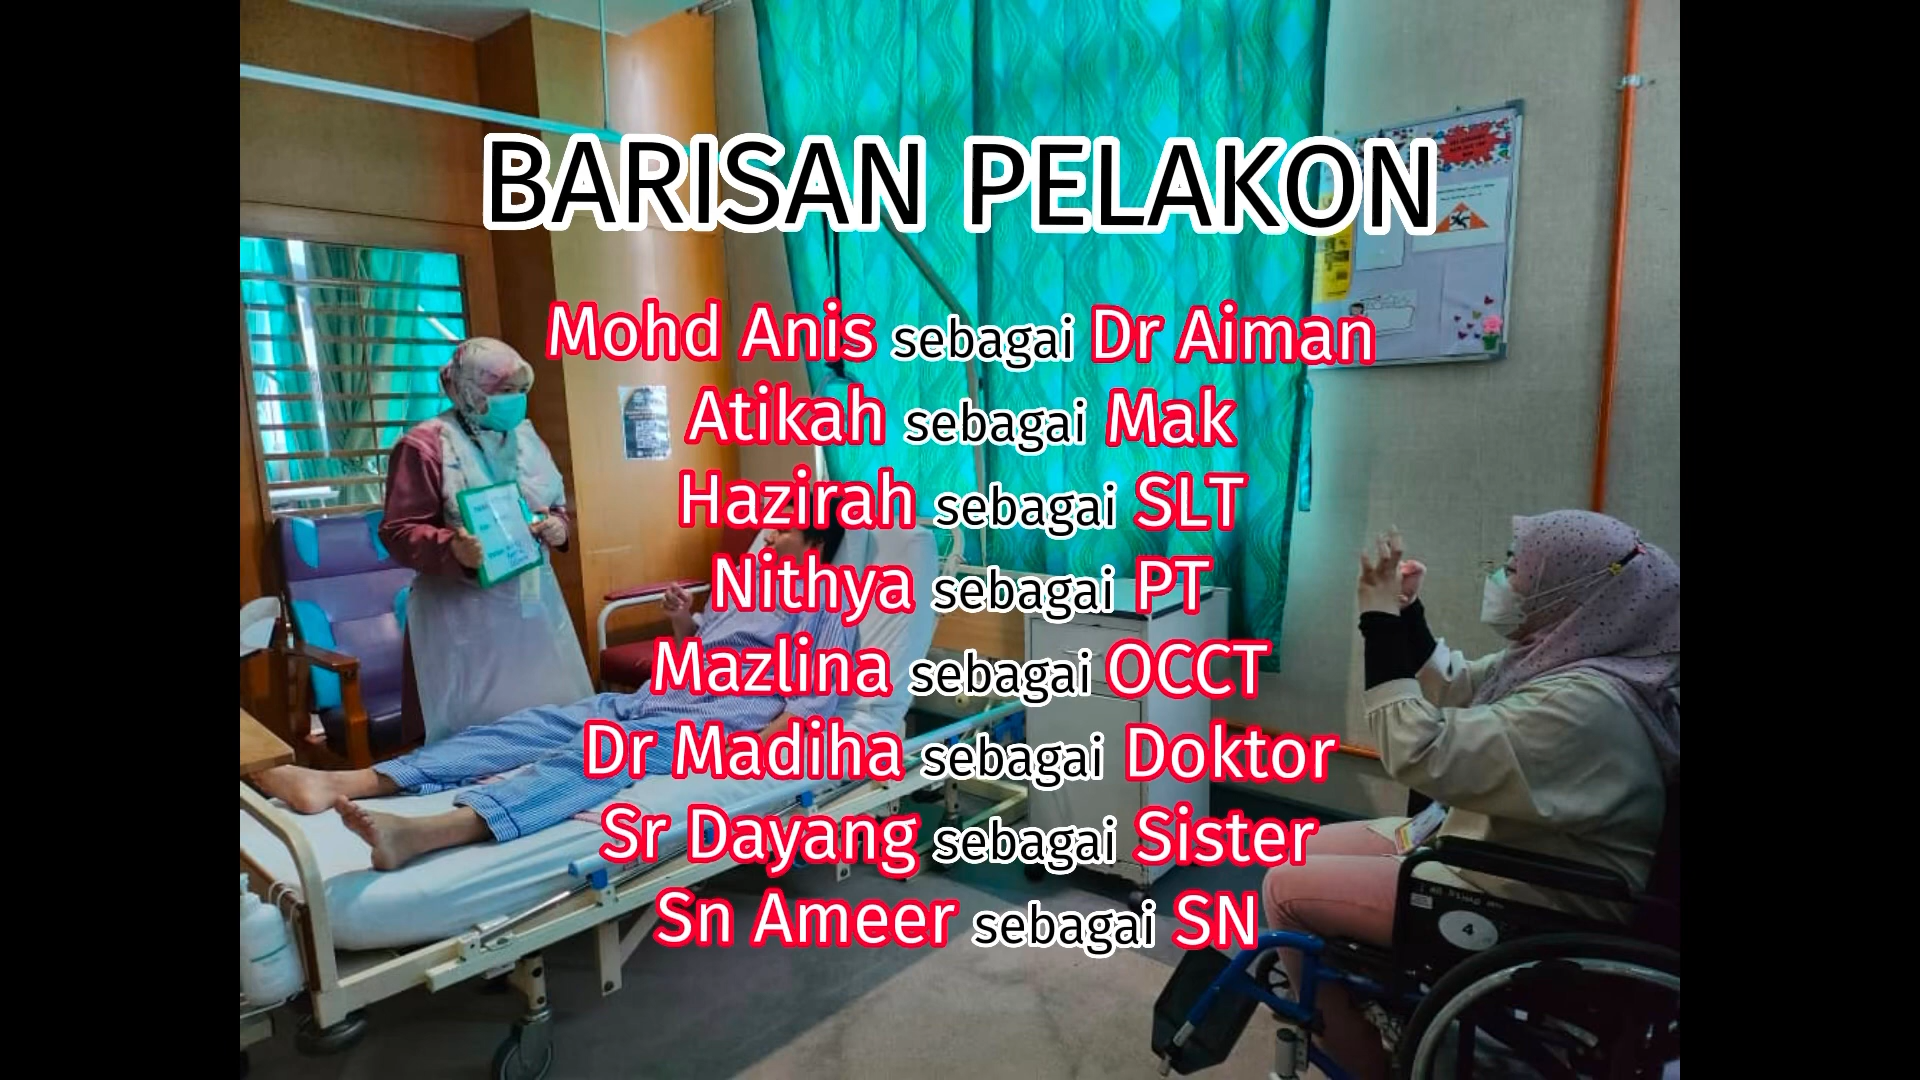 BARISAN PELAKON
Mohd Anis sebagai Dr Aiman
Atikah sebagai Mak
Hazirah sebagai SLT
Nithya sebagai PT
Mazlina sebagai OCCT
Dr Madiha sebagai Doktor
Sr Dayang sebagai Sister
Sn Ameer sebagai SN
4